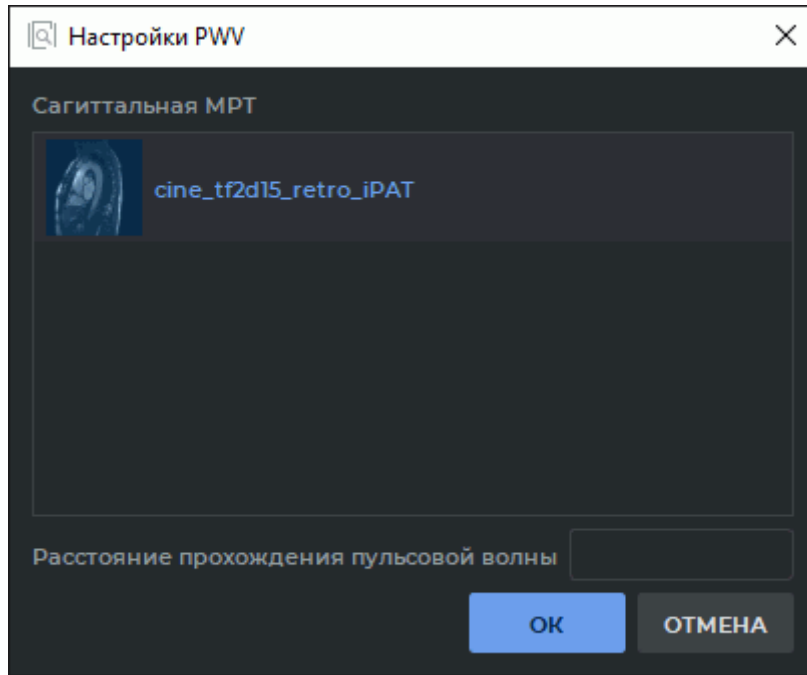 Настройки PWV
Сагиттальная МРТ
cine_tf2d15_retro_iPAT
Расстояние прохождения пульсовой волны
ОК
ОТМЕНА